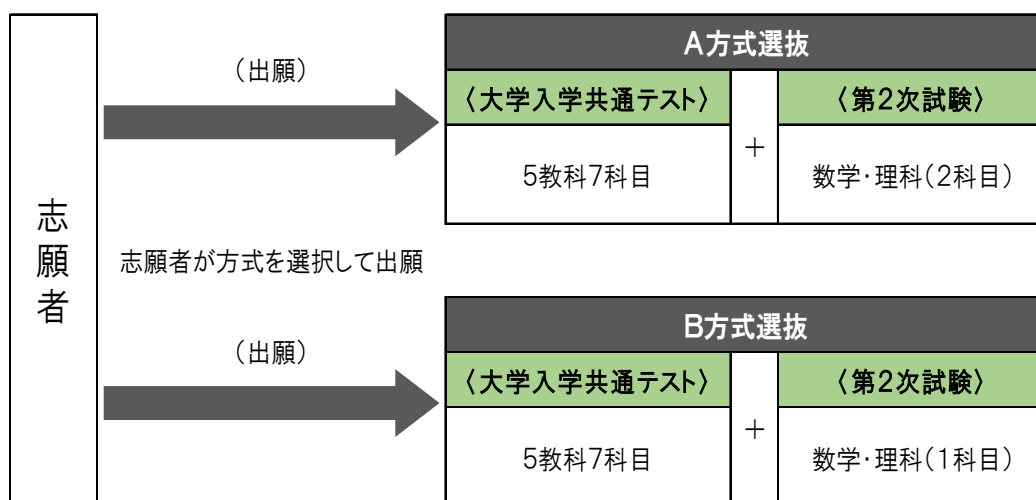 志願者
(出願)
志願者が方式を選択して出願
(出願)
A方式選抜
〈大学入学共通テスト〉
5教科7科目
+
〈第2次試験〉
数学・理科(2科目)
B方式選抜
〈大学入学共通テスト〉
5教科7科目
+
〈第2次試験〉
数学・理科(1科目)